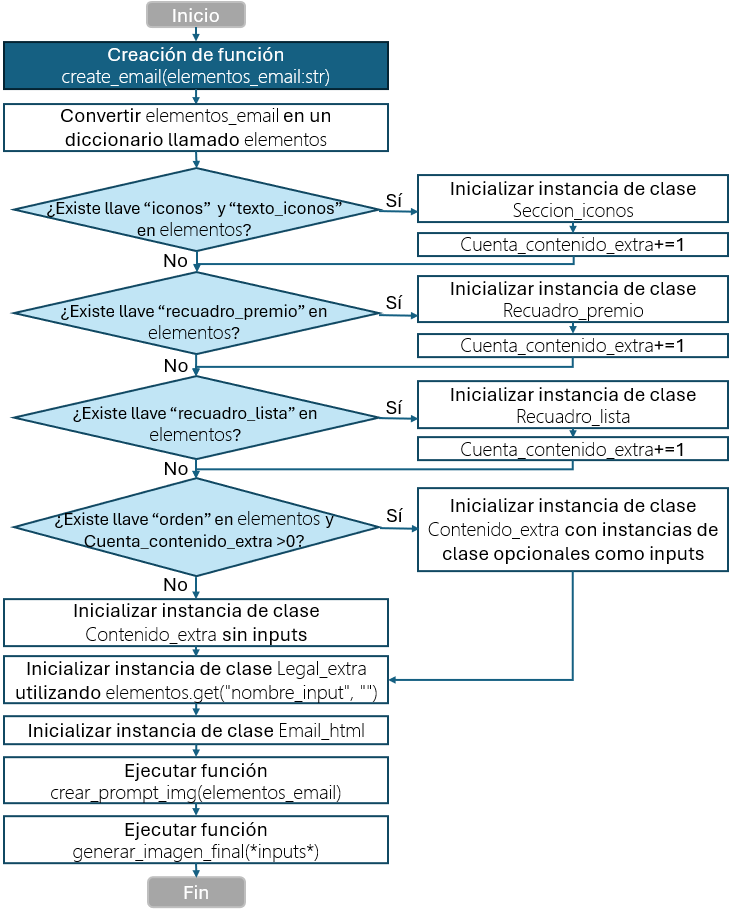 Inicio
Creación de función
create_email(elementos_email:str)
Convertir elementos_email en un
diccionario llamado elementos
¿Existe llave “iconos” y “texto_iconos”
en elementos?
Sí
Inicializar instancia de clase
Seccion_iconos
Cuenta_contenido_extra+=1
No
¿Existe llave “recuadro_premio” en
elementos?
Sí
Inicializar instancia de clase
Recuadro_premio
Cuenta_contenido_extra+=1
No
¿Existe llave “recuadro_lista” en
elementos?
Sí
Inicializar instancia de clase
Recuadro_lista
Cuenta_contenido_extra+=1
No
¿Existe llave “orden” en elementos y
Cuenta_contenido_extra >0?
Sí
Inicializar instancia de clase
Contenido_extra con instancias de
clase opcionales como inputs
No
Inicializar instancia de clase
Contenido_extra sin inputs
Inicializar instancia de clase Legal_extra
utilizando elementos.get("nombre_input", "")
Inicializar instancia de clase Email_html
Ejecutar función
crear_prompt_img(elementos_email)
Ejecutar función
generar_imagen_final(*inputs*)
Fin